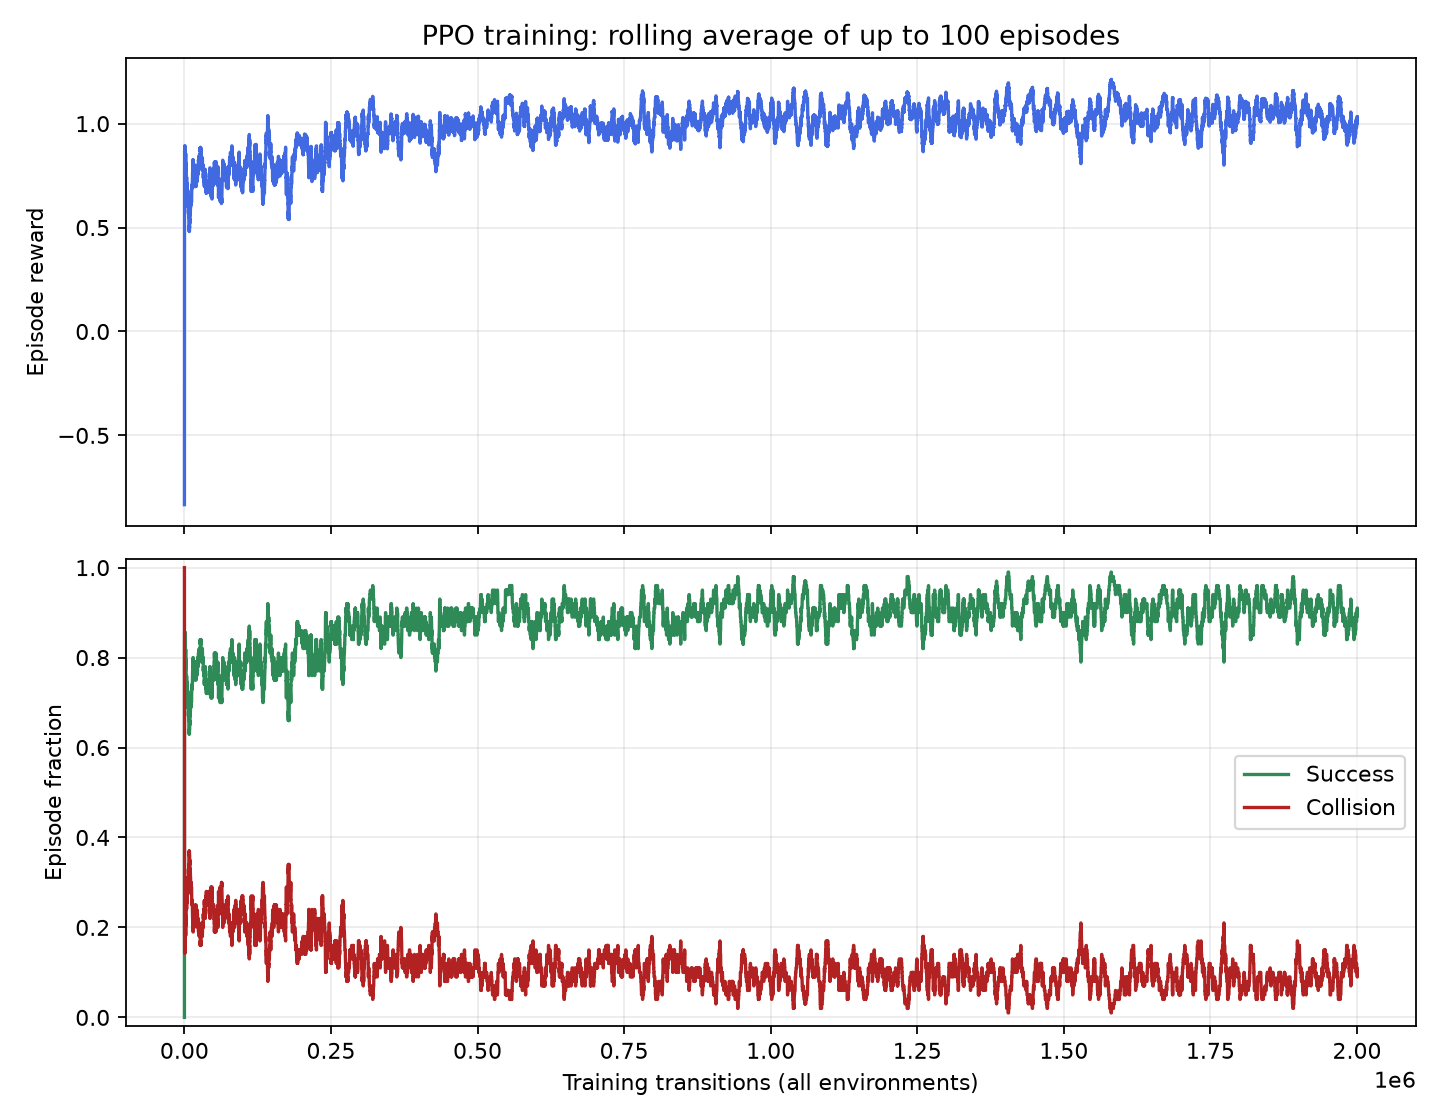 PPO training: rolling average of up to 100 episodes
1.0
0.5
0.0
−0.5
Episode reward
1.0
0.8
0.6
0.4
0.2
0.0
Episode fraction
Success
Collision
0.00 0.25 0.50 0.75 1.00 1.25 1.50 1.75 2.00
1e6
Training transitions (all environments)